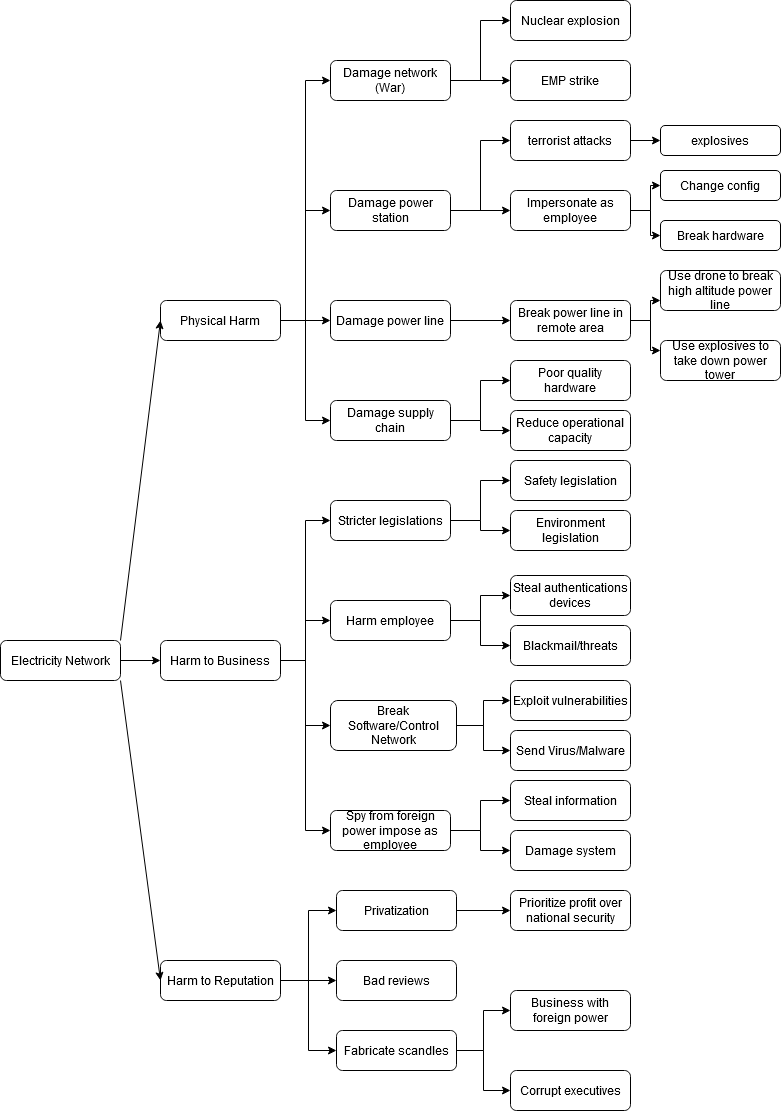 Nuclear explosion
Damage network
(War)
EMP strike
terrorist attacks
explosives
Damage power
station
Impersonate as
employee
Change config
Break hardware
Physical Harm
Damage power line
Break power line in
remote area
Use drone to break
high altitude power
line
Use explosives to
take down power
tower
Damage supply
chain
Poor quality
hardware
Reduce operational
capacity
Stricter legislations
Safety legislation
Environment
legislation
Harm employee
Steal authentications
devices
Blackmail/threats
Electricity Network
Harm to Business
Break
Software/Control
Network
Exploit vulnerabilities
Send Virus/Malware
Spy from foreign
power impose as
employee
Steal information
Damage system
Privatization
Prioritize profit over
national security
Harm to Reputation
Bad reviews
Fabricate scandles
Business with
foreign power
Corrupt executives